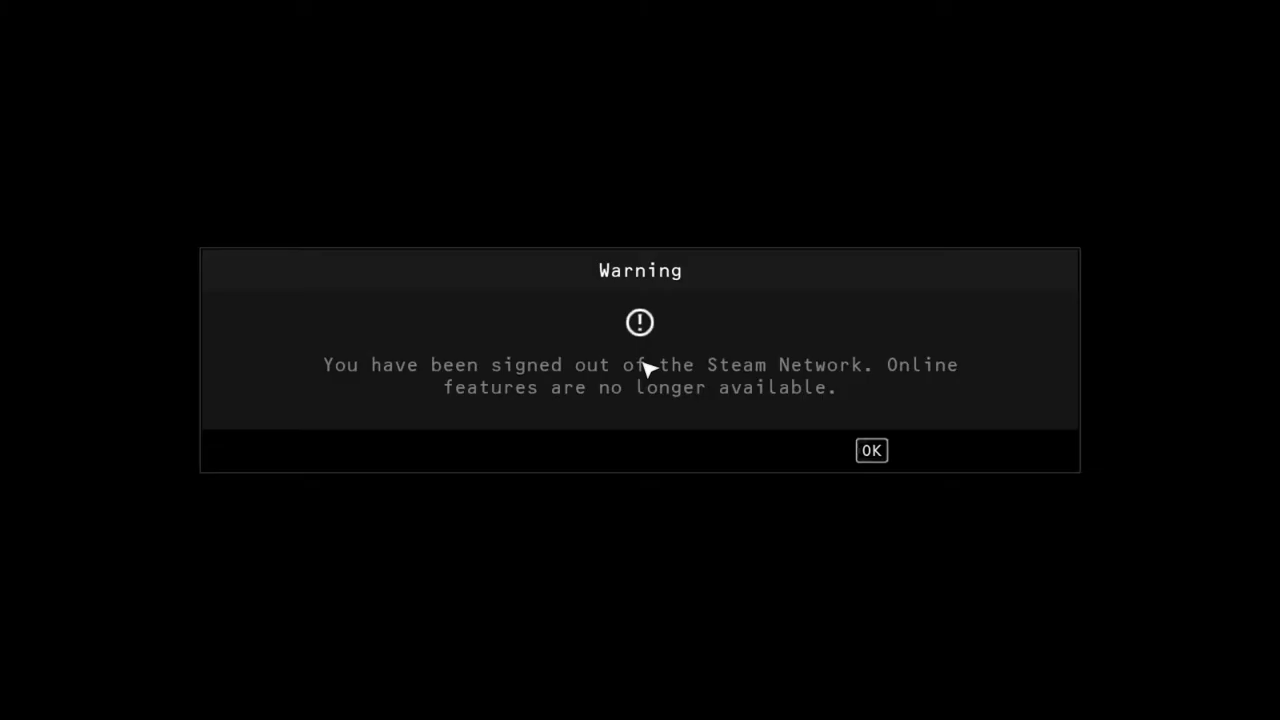 Warning
You have been signed out of the Steam Network. Online
features are no longer available.
OK